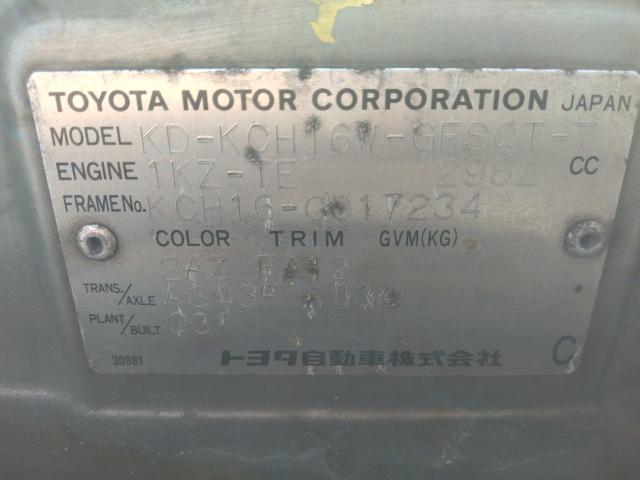 TOYOTA MOTOR CORPORATION JAPAN
MODEL KD-KCH16W-GFSQT-T
ENGINE 1KZ-TE 2982 CC
FRAME No. KCH16-0017234
COLOR TRIM GVM(KG)
2AZ FA12
TRANS./AXLE A343F
PLANT/BUILT
30881 トヨタ自動車株式会社 C